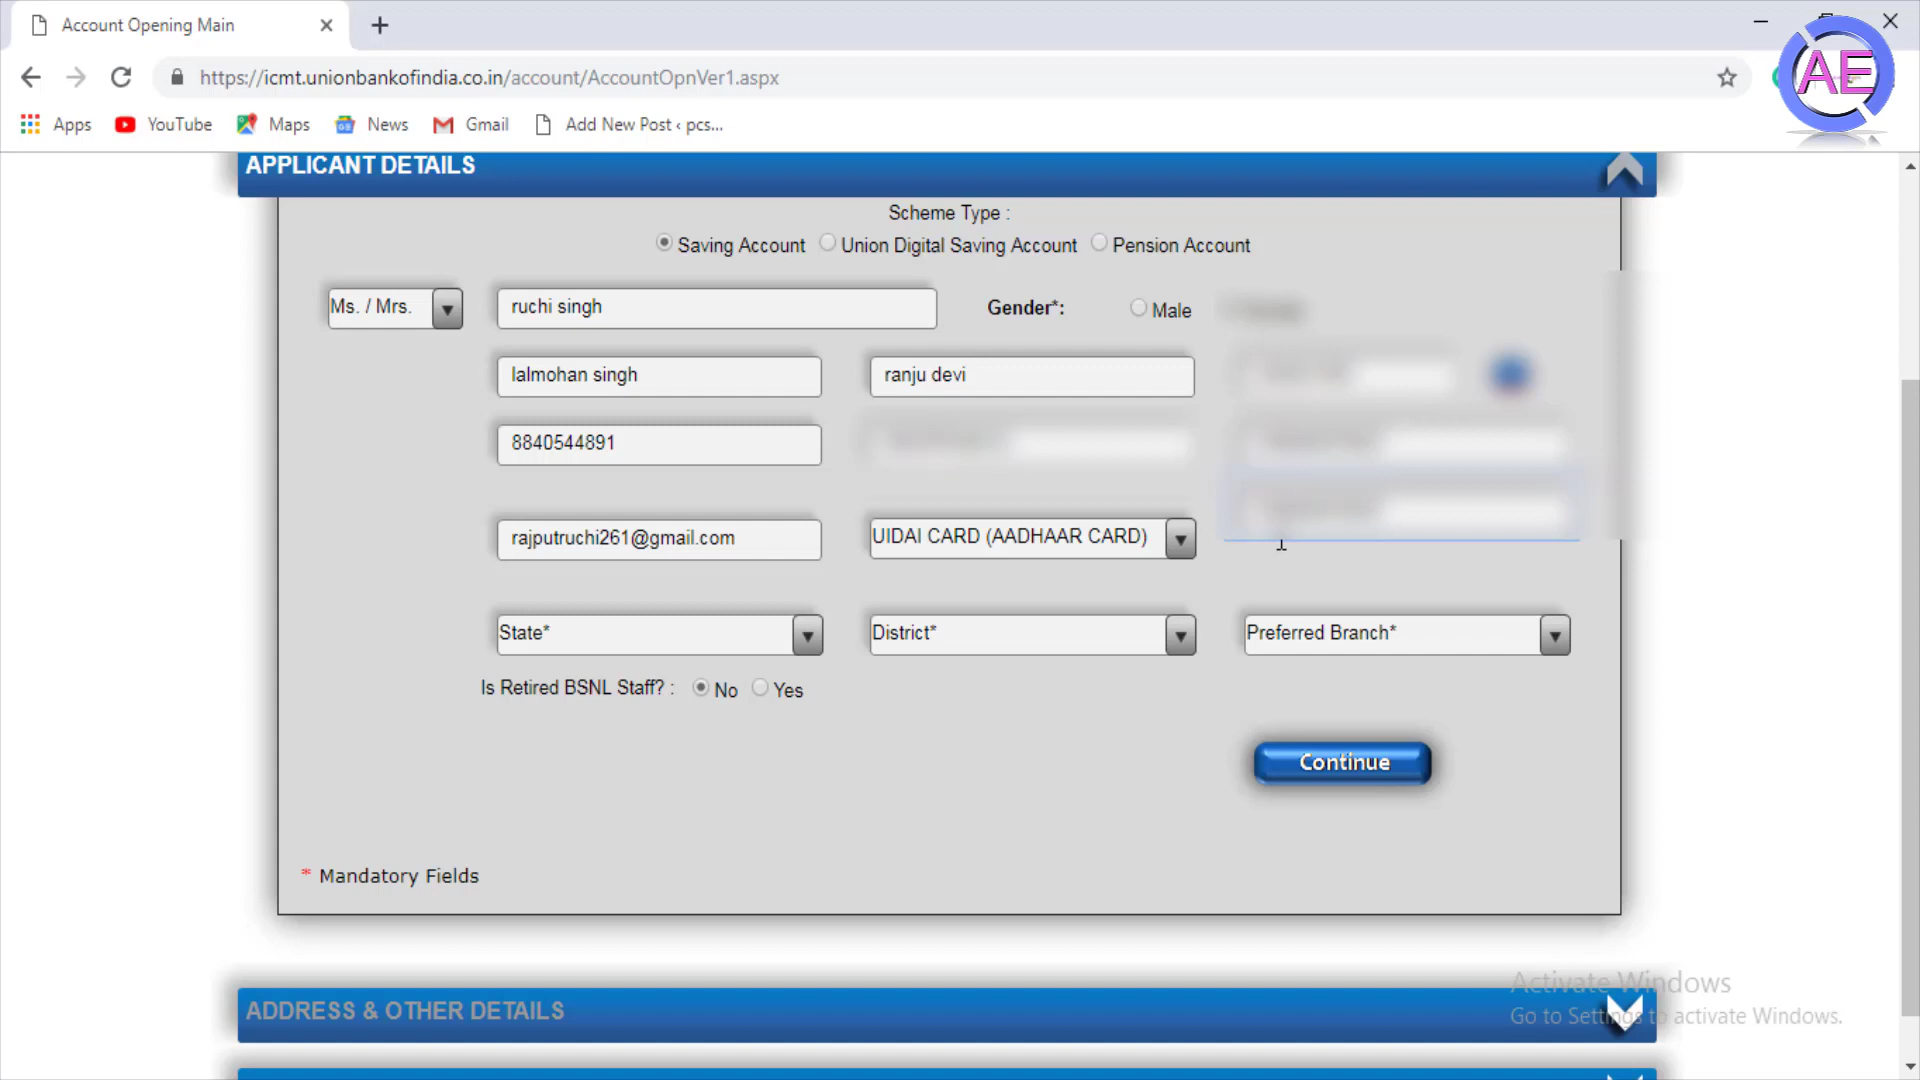 Account Opening Main
https://icmt.unionbankofindia.co.in/account/AccountOpnVer1.aspx
AE
Apps YouTube Maps News Gmail Add New Post ‹ pcs...
APPLICANT DETAILS
Scheme Type :
Saving Account Union Digital Saving Account Pension Account
Ms. / Mrs. ruchi singh Gender*: Male
lalmohan singh ranju devi
8840544891
rajputruchi261@gmail.com UIDAI CARD (AADHAAR CARD)
State* District* Preferred Branch*
Is Retired BSNL Staff? : No Yes
Continue
* Mandatory Fields
ADDRESS & OTHER DETAILS
Activate Windows
Go to Settings to activate Windows.